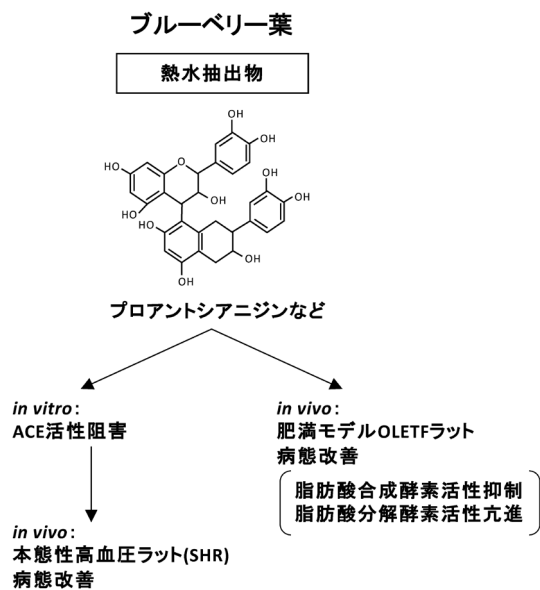 ブルーベリー葉
熱水抽出物
OH
OH
HO
O
OH
OH
HO
OH
HO
OH
OH
プロアントシアニジンなど
in vitro：
ACE活性阻害
in vivo：
本態性高血圧ラット(SHR)
病態改善
in vivo：
肥満モデルOLETFラット
病態改善
脂肪酸合成酵素活性抑制
脂肪酸分解酵素活性亢進